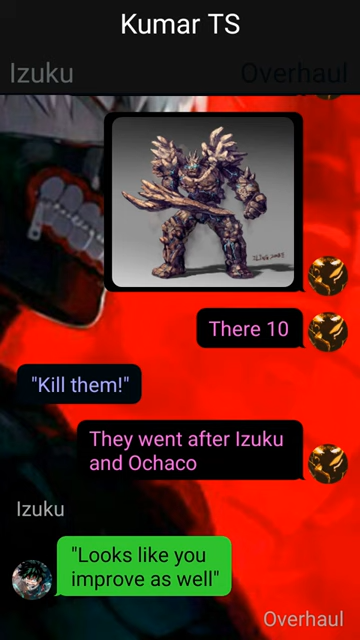 Kumar TS
Izuku
Overhaul
There 10
"Kill them!"
They went after Izuku
and Ochaco
Izuku
"Looks like you
improve as well"
Overhaul